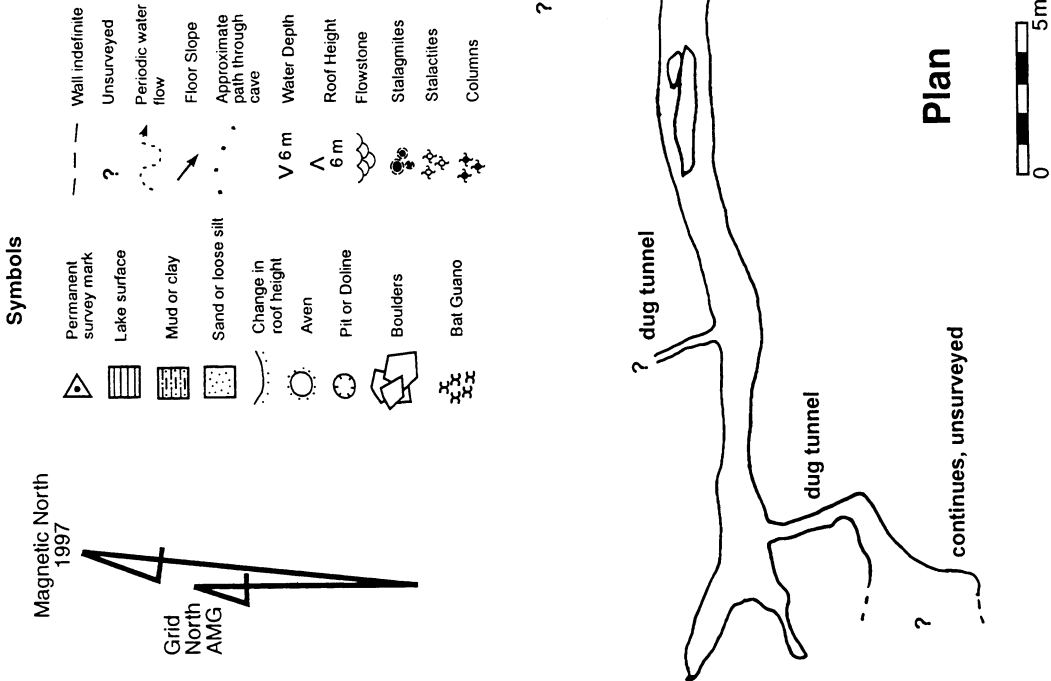 Symbols
Permanent
survey mark
Lake surface
Mud or clay
Sand or loose silt
Change in
roof height
Aven
Pit or Doline
Boulders
Bat Guano
Wall indefinite
?
Unsurveyed
Periodic water
flow
Floor Slope
Approximate
path through
cave
V 6 m
Water Depth
Λ
6 m
Roof Height
Flowstone
Stalagmites
Stalactites
Columns
Magnetic North
1997
Grid
North
AMG
?
?
dug tunnel
dug tunnel
continues, unsurveyed
?
Plan
0
5m